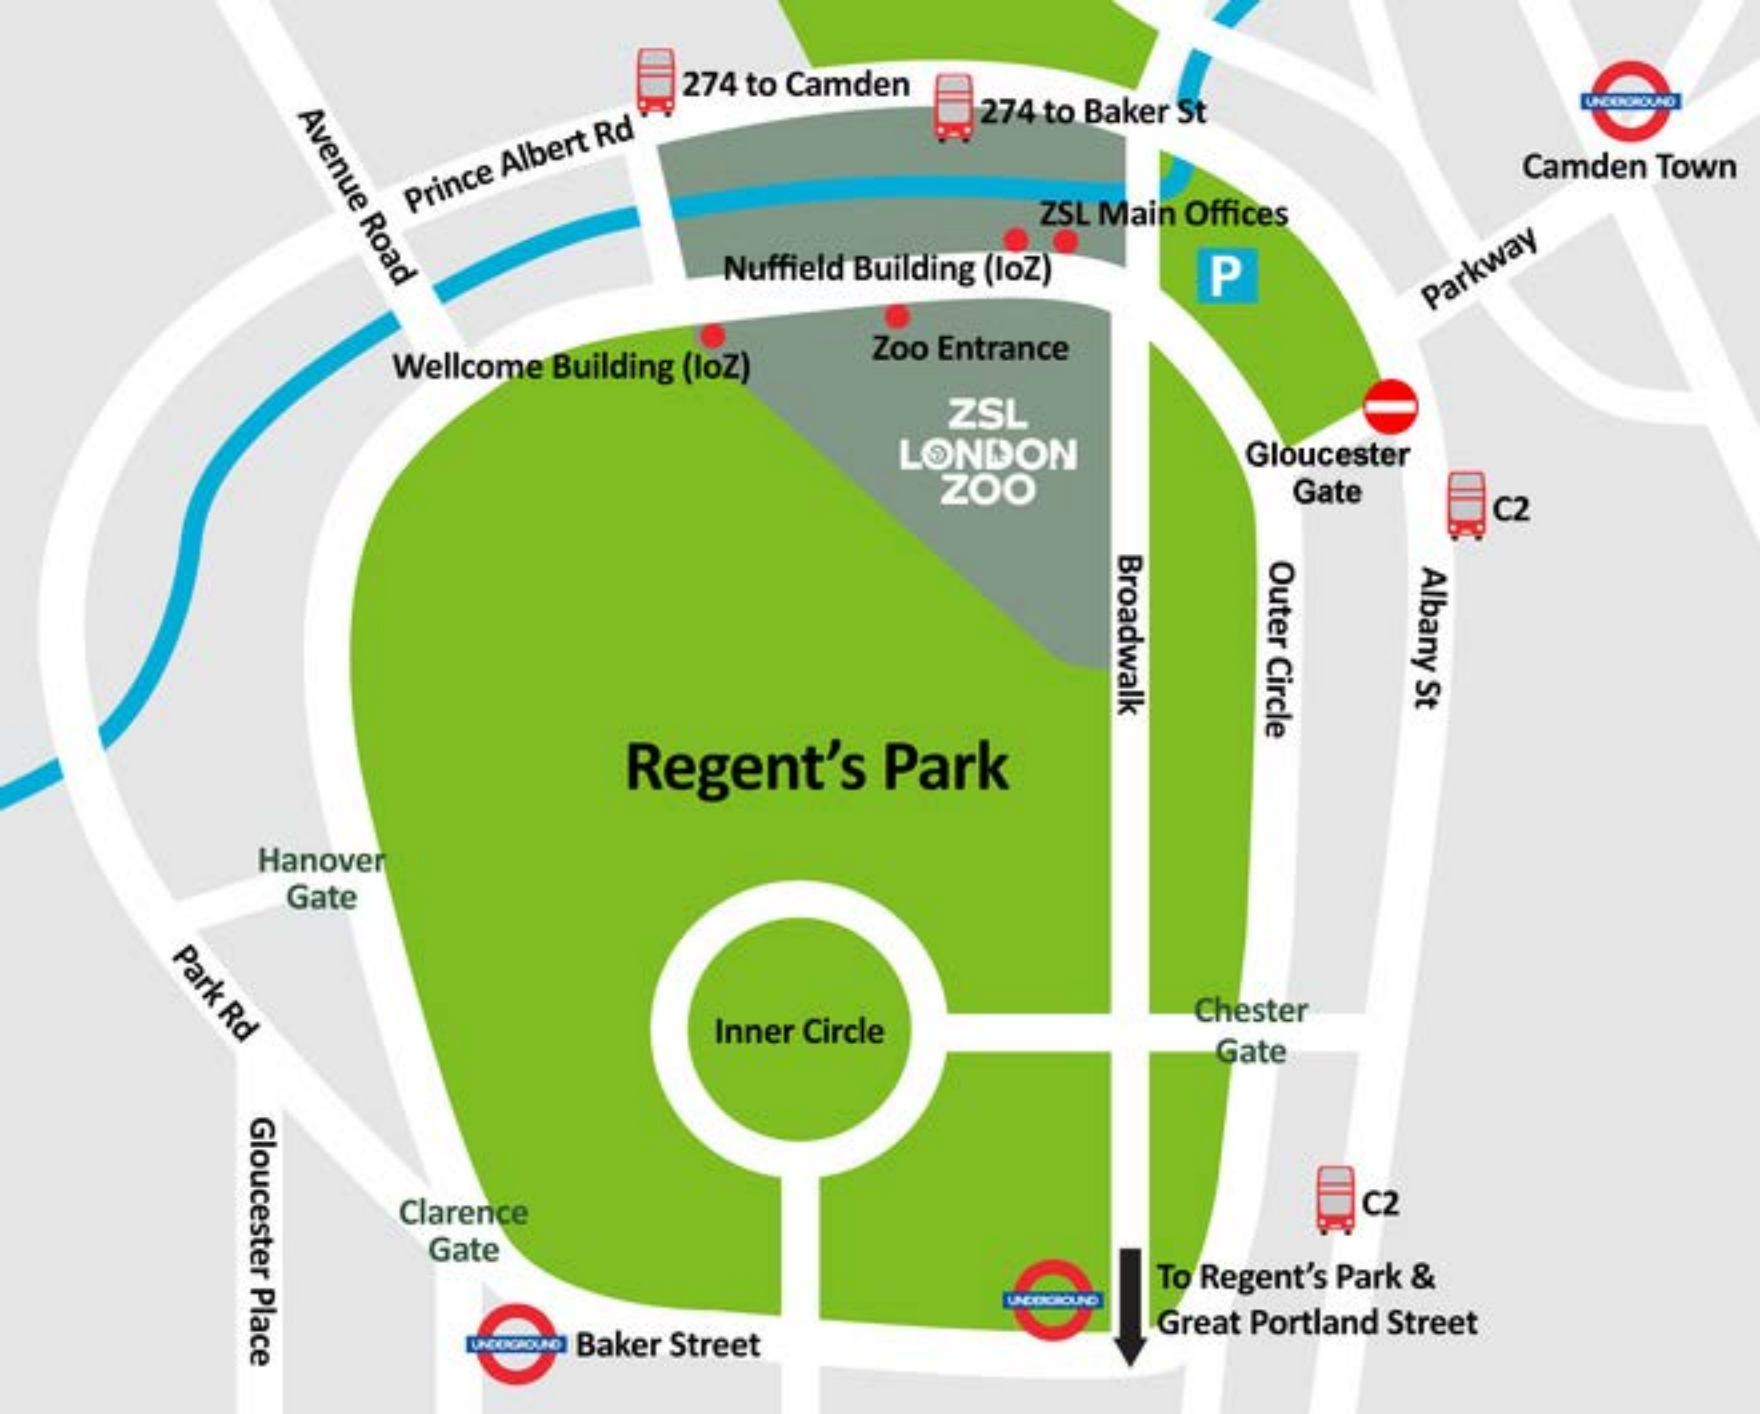 274 to Camden
274 to Baker St
UNDERGROUND
Camden Town
Avenue Road
Prince Albert Rd
ZSL Main Offices
Nuffield Building (IoZ)
P
Parkway
Wellcome Building (IoZ)
Zoo Entrance
ZSL
LONDON
ZOO
Gloucester
Gate
C2
Broadwalk
Outer Circle
Albany St
Regent's Park
Hanover
Gate
Park Rd
Inner Circle
Chester
Gate
Gloucester Place
Clarence
Gate
C2
UNDERGROUND
To Regent's Park &
Great Portland Street
UNDERGROUND
Baker Street